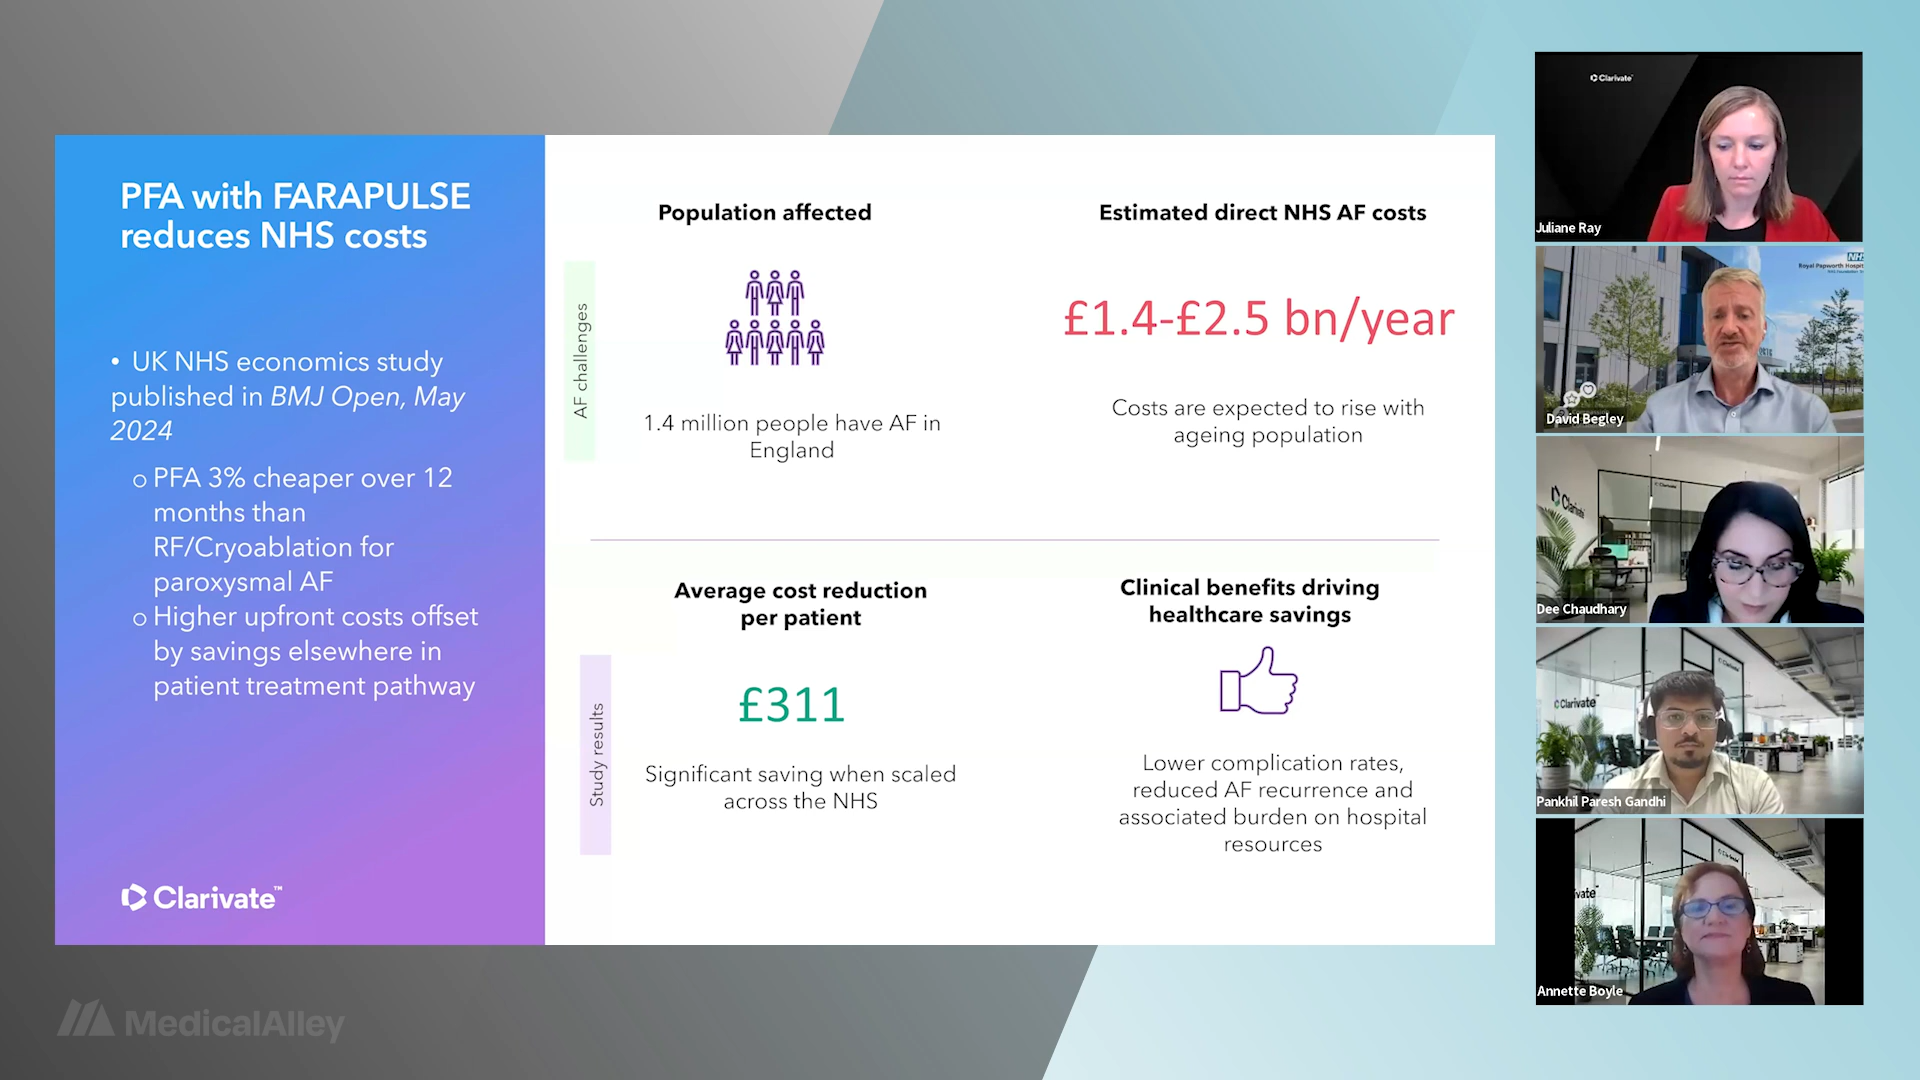 PFA with FARAPULSE
reduces NHS costs
• UK NHS economics study
published in BMJ Open, May
2024
o PFA 3% cheaper over 12
months than
RF/Cryoablation for
paroxysmal AF
o Higher upfront costs offset
by savings elsewhere in
patient treatment pathway
Clarivate™
AF challenges
Population affected
1.4 million people have AF in
England
Estimated direct NHS AF costs
£1.4-£2.5 bn/year
Costs are expected to rise with
ageing population
Study results
Average cost reduction
per patient
£311
Significant saving when scaled
across the NHS
Clinical benefits driving
healthcare savings
Lower complication rates,
reduced AF recurrence and
associated burden on hospital
resources
MedicalAlley
Clarivate
Juliane Ray
NHS
Royal Papworth Hospital
David Begley
Clarivate
Dee Chaudhary
Clarivate
Pankhil Paresh Gandhi
Annette Boyle